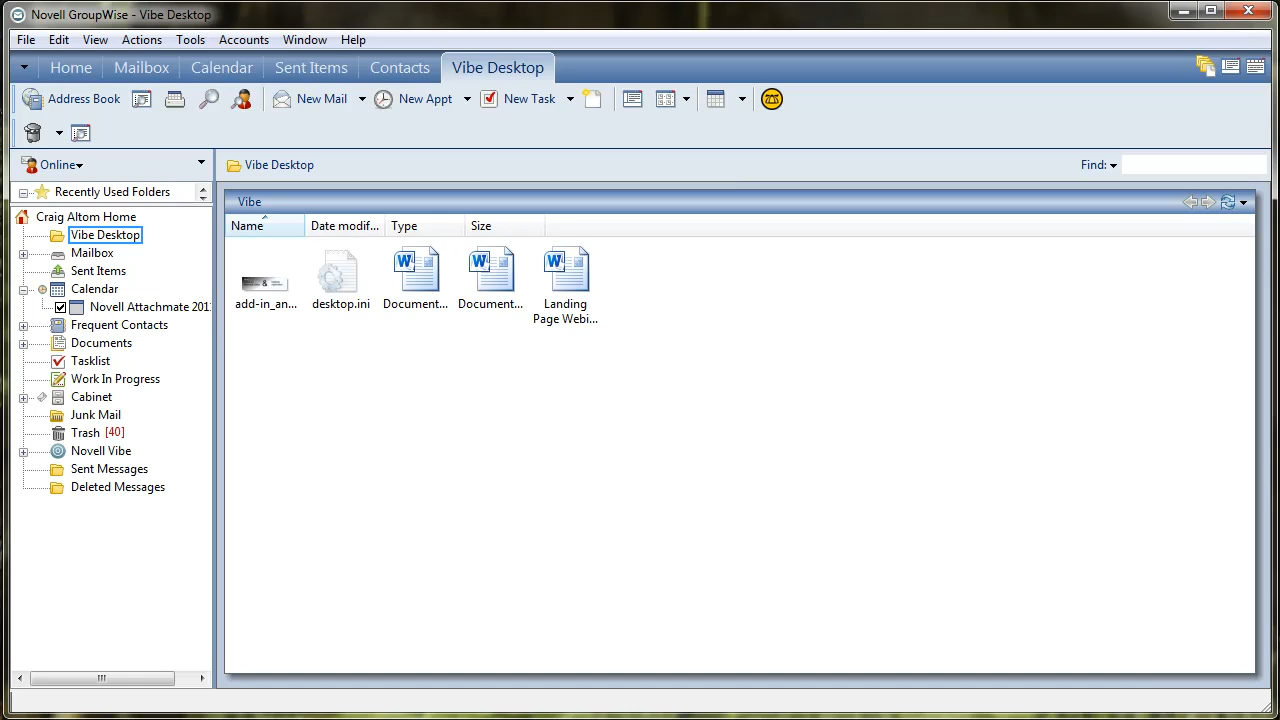 Novell GroupWise - Vibe Desktop
File Edit View Actions Tools Accounts Window Help
Home Mailbox Calendar Sent Items Contacts Vibe Desktop
Address Book New Mail New Appt New Task
Online Vibe Desktop Find:
Recently Used Folders
Craig Altom Home
Vibe Desktop
Mailbox
Sent Items
Calendar
Novell Attachmate 201
Frequent Contacts
Documents
Tasklist
Work In Progress
Cabinet
Junk Mail
Trash [40]
Novell Vibe
Sent Messages
Deleted Messages
Vibe
Name Date modif... Type Size
add-in_an... desktop.ini Document... Document... Landing
Page Webi...